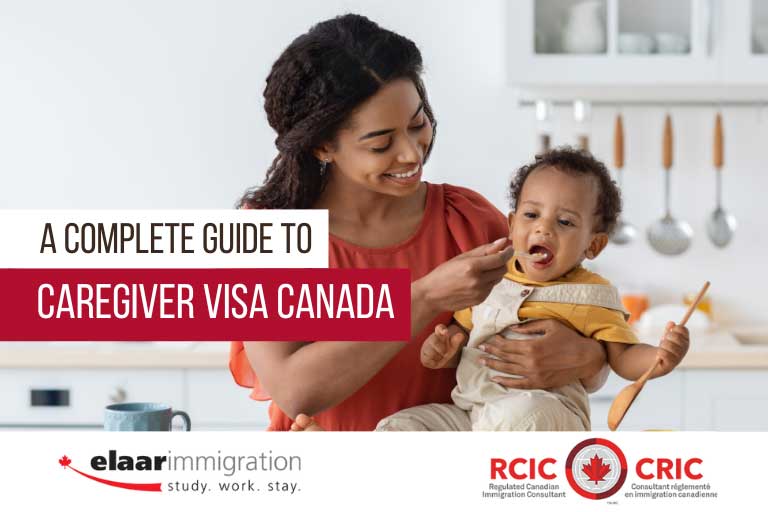 A COMPLETE GUIDE TO
CAREGIVER VISA CANADA
elaarimmigration
study. work. stay.
RCIC CRIC
Regulated Canadian Consultant réglementé
Immigration Consultant en immigration canadienne